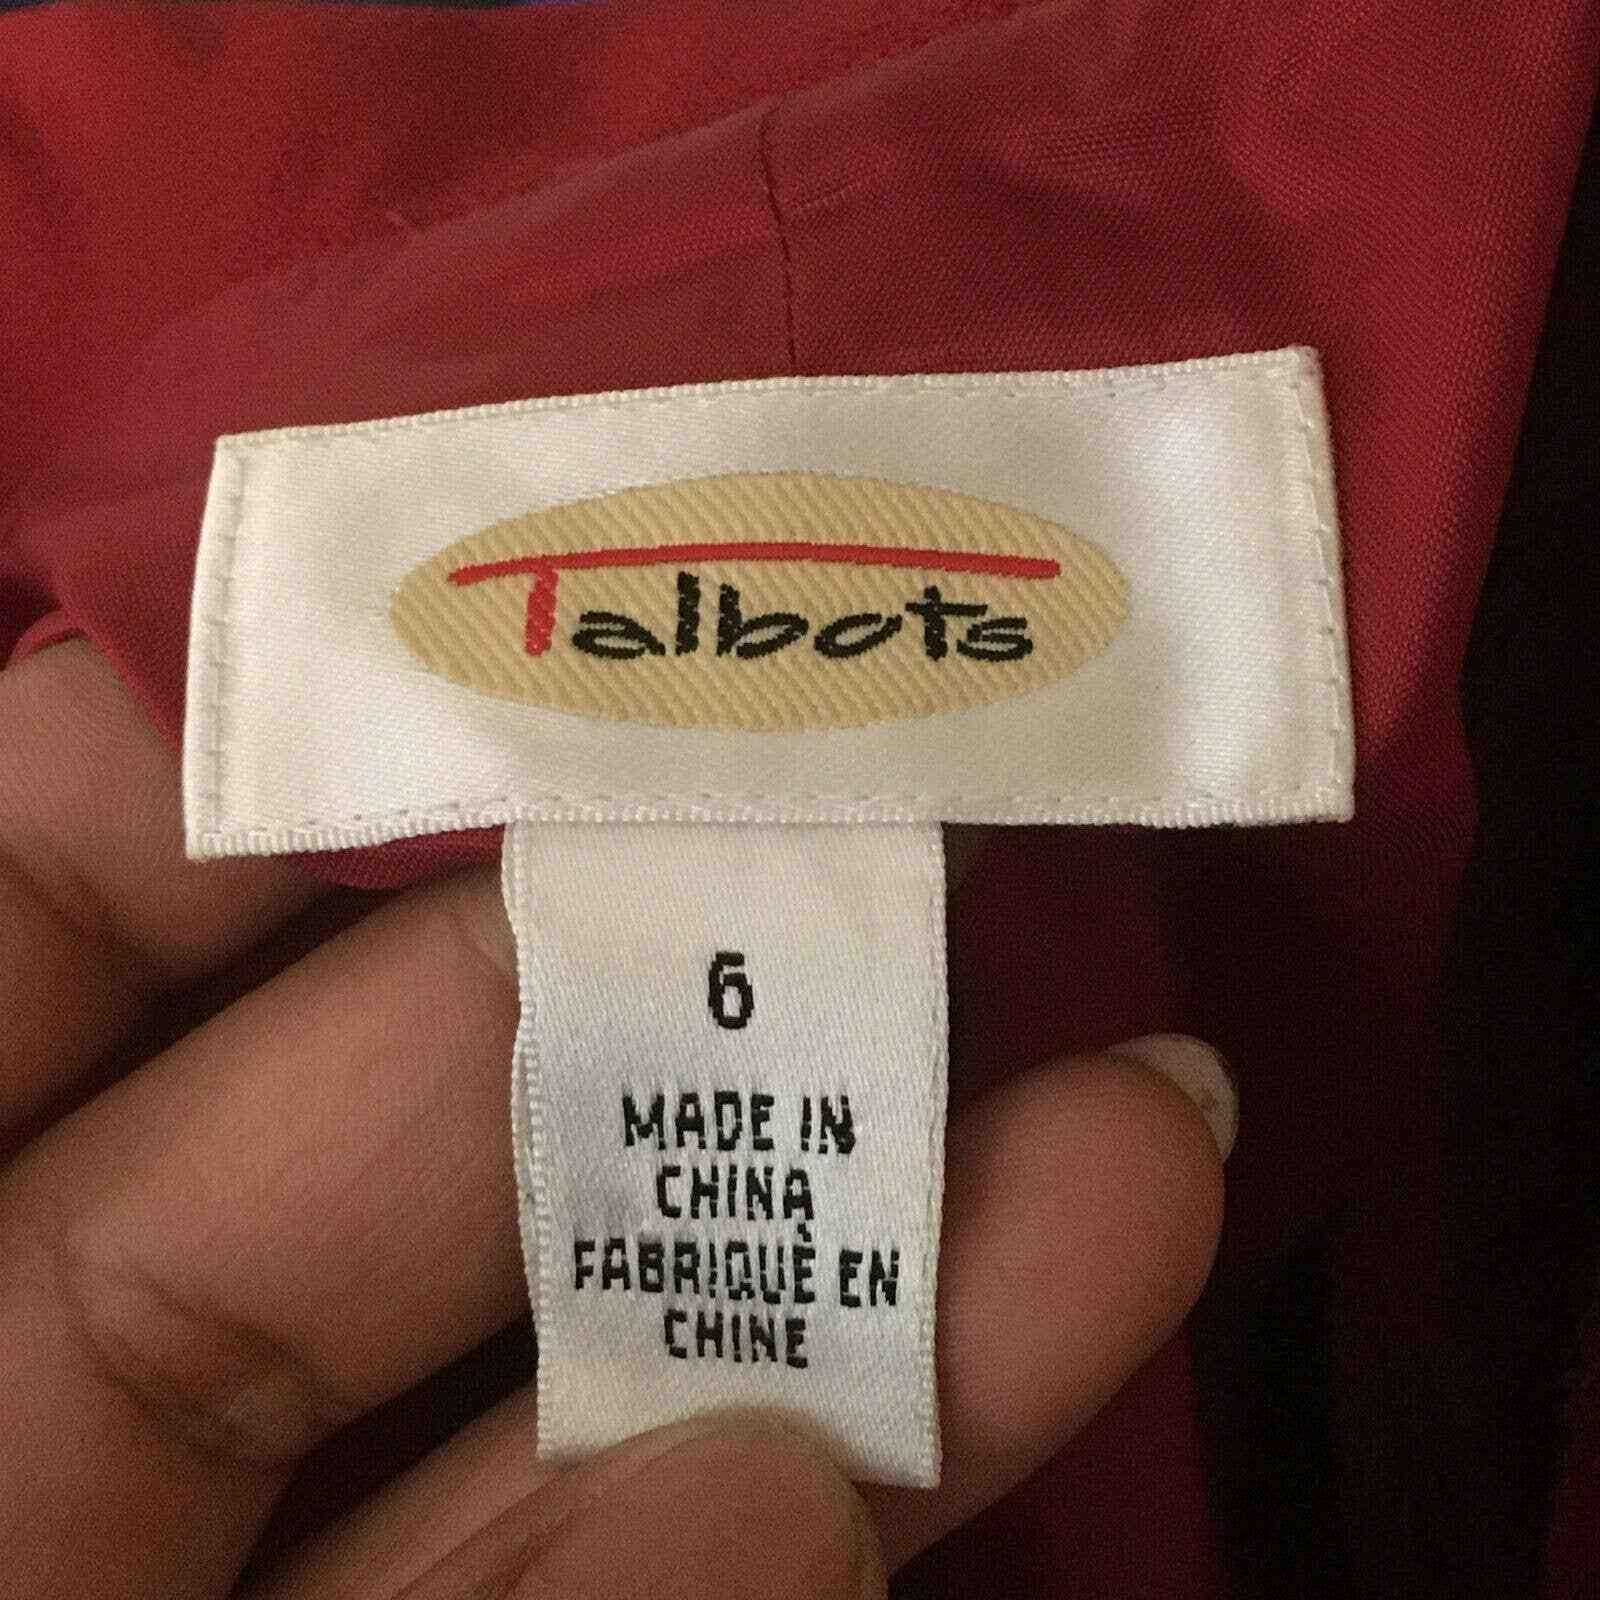 Talbots
6
MADE IN
CHINA
FABRIQUÉ EN
CHINE